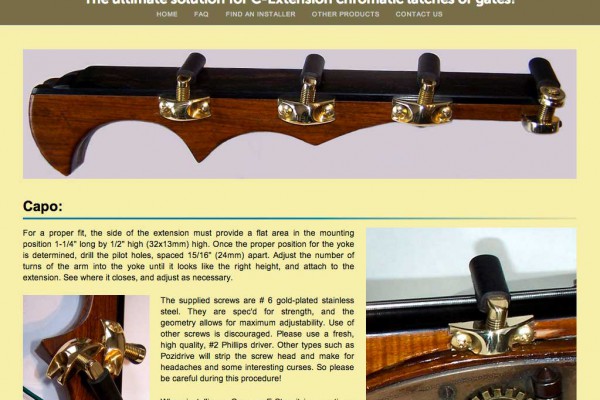 The ultimate solution for C-Extension chromatic latches or gates!
HOME FAQ FIND AN INSTALLER OTHER PRODUCTS CONTACT US
Capo:
For a proper fit, the side of the extension must provide a flat area in the mounting
position 1-1/4" long by 1/2" high (32x13mm) high. Once the proper position for the yoke
is determined, drill the pilot holes, spaced 15/16" (24mm) apart. Adjust the number of
turns of the arm into the yoke until it looks like the right height, and attach to the
extension. See where it closes, and adjust as necessary.
The supplied screws are # 6 gold-plated stainless
steel. They are spec'd for strength, and the
geometry allows for maximum adjustability. Use of
other screws is discouraged. Please use a fresh,
high quality, #2 Phillips driver. Other types such as
Pozidrive will strip the screw head and make for
headaches and some interesting curses. So please
be careful during this procedure!